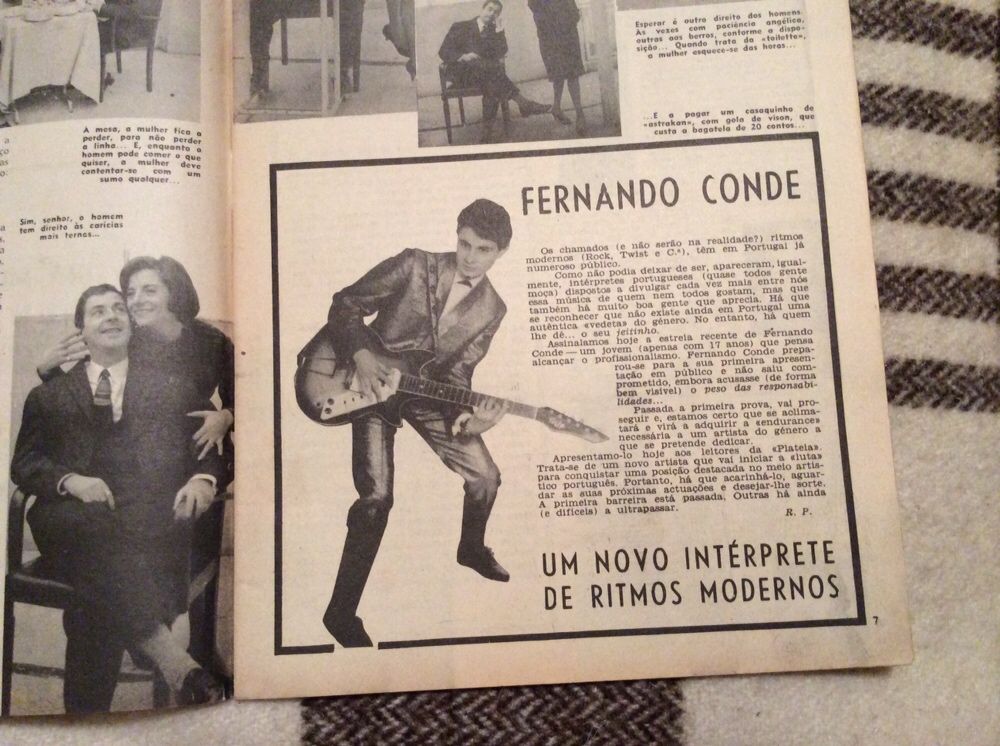 A mesa, a mulher fica a
perder, para não perder
a linha... E, enquanto o
homem pode comer o que
quiser, a mulher deve
contentar-se com um
sumo qualquer...
Sim, senhor, o homem
tem direito às carícias
mais ternas...
Esperar é outro direito dos homens.
Às vezes com paciência angélica,
outras aos berros, conforme a dispo-
sição... Quando trata da «toilette»,
a mulher esquece-se das horas...
...E a pagar um casaquinho de
«astrakan», com gola de vison, que
custa a bagatela de 20 contos...
FERNANDO CONDE
Os chamados (e não serão na realidade?) ritmos
modernos (Rock, Twist e C.ª), têm em Portugal já
numeroso público.
Como não podia deixar de ser, apareceram, igual-
mente, intérpretes portugueses (quase todos gente
moça) dispostos a divulgar cada vez mais entre nós
essa música de quem nem todos gostam, mas que
também há muito boa gente que aprecia. Há que
se reconhecer que não existe ainda em Portugal uma
autêntica «vedeta» do género. No entanto, há quem
lhe dê... o seu jeitinho.
Assinalamos hoje a estreia recente de Fernando
Conde — um jovem (apenas com 17 anos) que pensa
alcançar o profissionalismo. Fernando Conde prepa-
rou-se para a sua primeira apresen-
tação em público e não saiu com-
prometido, embora acusasse (de forma
bem visível) o peso das responsabi-
lidades...
Passada a primeira prova, vai pro-
seguir e, estamos certo que se aclima-
tará e virá a adquirir a «endurance»
necessária a um artista do género a
que se pretende dedicar.
Apresentamo-lo hoje aos leitores da «Plateia».
Trata-se de um novo artista que vai iniciar a «luta»
para conquistar uma posição destacada no meio artís-
tico português. Portanto, há que acarinhá-lo, aguar-
dar as suas próximas actuações e desejar-lhe sorte.
A primeira barreira está passada. Outras há ainda
(e difíceis) a ultrapassar.
R. P.
UM NOVO INTÉRPRETE
DE RITMOS MODERNOS
7